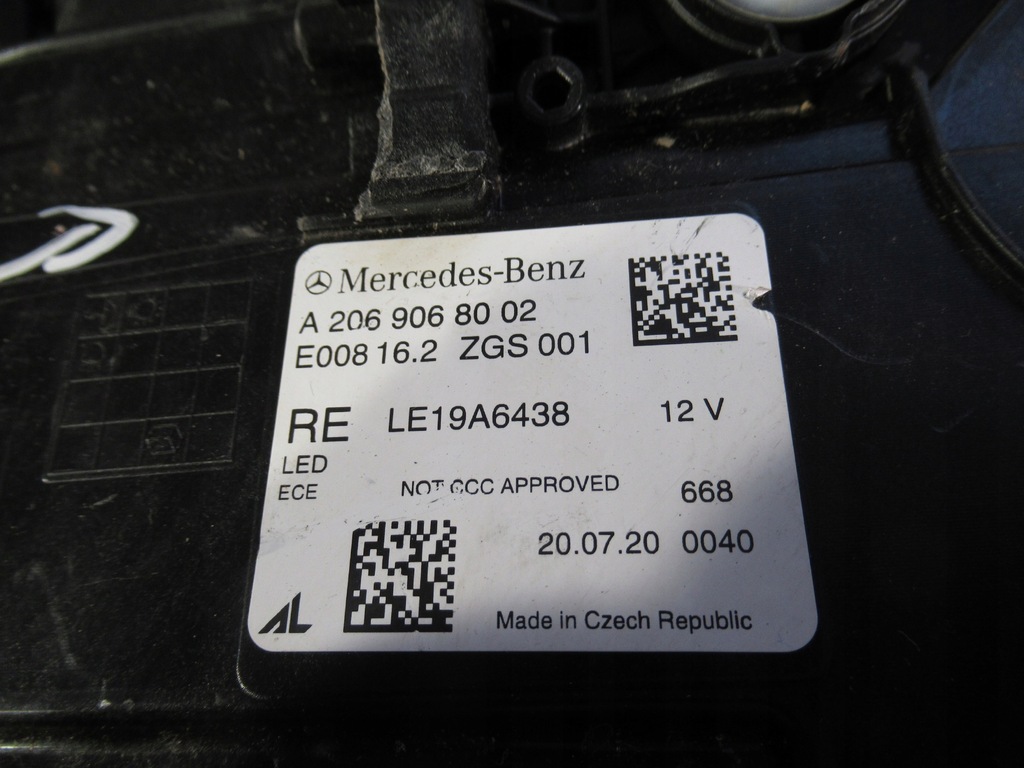 Mercedes-Benz
A 206 906 80 02
E008 16.2 ZGS 001
RE LE19A6438 12 V
LED
ECE NOT CCC APPROVED 668
20.07.20 0040
AL Made in Czech Republic